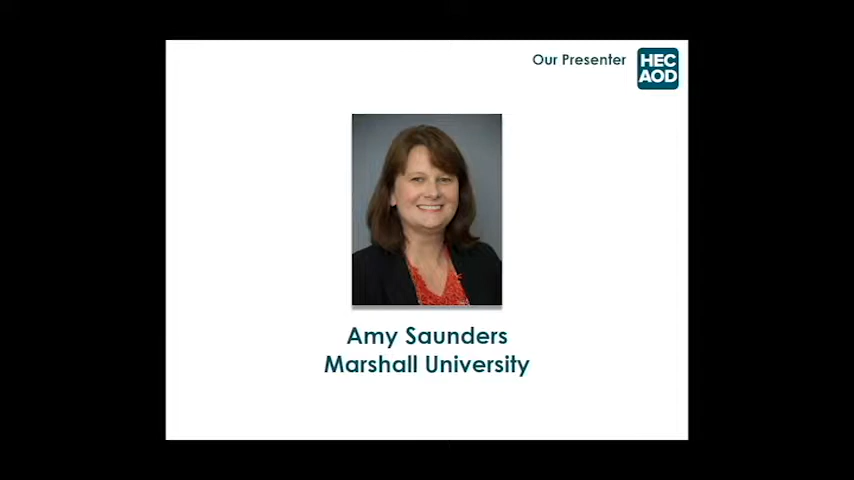 Our Presenter
HEC
AOD
Amy Saunders
Marshall University